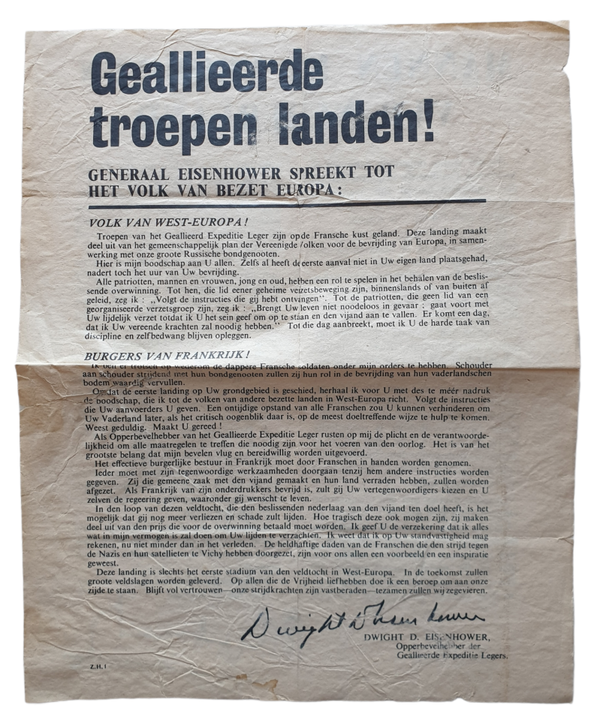 Geallieerde
troepen landen!
GENERAAL EISENHOWER SPREEKT TOT
HET VOLK VAN BEZET EUROPA:
VOLK VAN WEST-EUROPA!
Troepen van het Geallieerd Expeditie Leger zijn op de Fransche kust geland. Deze landing maakt
deel uit van het gemeenschappelijk plan der Vereenigde Volken voor de bevrijding van Europa, in samen-
werking met onze groote Russische bondgenooten.
Hier is mijn boodschap aan U allen. Zelfs al heeft de eerste aanval niet in Uw eigen land plaatsgehad,
nadert toch het uur van Uw bevrijding.
Alle patriotten, mannen en vrouwen, jong en oud, hebben een rol te spelen in het behalen van de beslis-
sende overwinning. Tot hen, die lid eener geheime verzetsbeweging zijn, binnenslands of van buiten af
geleid, zeg ik: „Volgt de instructies die gij hebt ontvangen". Tot de patriotten, die geen lid van een
georganiseerde verzetsgroep zijn, zeg ik: „Brengt Uw leven niet noodeloos in gevaar: gaat voort met
Uw lijdelijk verzet totdat ik U het sein geef om op te staan en den vijand aan te vallen. Er komt een dag,
dat ik Uw vereende krachten zal noodig hebben." Tot die dag aanbreekt, moet ik U de harde taak van
discipline en zelfbedwang blijven opleggen.
BURGERS VAN FRANKRIJK!
Ik ben er trotsch op wederom de dappere Fransche soldaten onder mijn orders te hebben. Schouder
aan schouder strijdend met hun bondgenooten zullen zij hun rol in de bevrijding van hun vaderlandschen
bodem waardig vervullen.
Omdat de eerste landing op Uw grondgebied is geschied, herhaal ik voor U met des te méér nadruk
de boodschap, die ik tot de volken van andere bezette landen in West-Europa richt. Volgt de instructies
die Uw aanvoerders U geven. Een ontijdige opstand van alle Franschen zou U kunnen verhinderen om
Uw Vaderland later, als het critisch oogenblik daar is, op de meest doeltreffende wijze te hulp te komen.
Weest geduldig. Maakt U gereed!
Als Opperbevelhebber van het Geallieerde Expeditie Leger rusten op mij de plicht en de verantwoorde-
lijkheid om alle maatregelen te treffen die noodig zijn voor het voeren van den oorlog. Het is van het
grootste belang dat mijn bevelen vlug en bereidwillig worden uitgevoerd.
Het effectieve burgerlijke bestuur in Frankrijk moet door Franschen in handen worden genomen.
Ieder moet met zijn tegenwoordige werkzaamheden doorgaan tenzij hem andere instructies worden
gegeven. Zij die gemeene zaak met den vijand gemaakt en hun land verraden hebben, zullen worden
afgezet. Als Frankrijk van zijn onderdrukkers bevrijd is, zult gij Uw vertegenwoordigers kiezen en U
zelven de regeering geven, waaronder gij wenscht te leven.
In den loop van dezen veldtocht, die den beslissenden nederlaag van den vijand ten doel heeft, is het
mogelijk dat gij nog meer verliezen en schade zult lijden. Hoe tragisch deze ook mogen zijn, zij maken
deel uit van den prijs die voor de overwinning betaald moet worden. Ik geef U de verzekering dat ik alles
wat in mijn vermogen is zal doen om Uw lijden te verzachten. Ik weet dat ik op Uw standvastigheid mag
rekenen, nu niet minder dan in het verleden. De heldhaftige daden van de Franschen die den strijd tegen
de Nazis en hun satellieten te Vichy hebben doorgezet, zijn voor ons allen een voorbeeld en een inspiratie
geweest.
Deze landing is slechts het eerste stadium van den veldtocht in West-Europa. In de toekomst zullen
groote veldslagen worden geleverd. Op allen die de Vrijheid liefhebben doe ik een beroep om aan onze
zijde te staan. Blijft vol vertrouwen—onze strijdkrachten zijn vastberaden—tezamen zullen wij zegevieren.
Dwight D Eisenhower
DWIGHT D. EISENHOWER,
Opperbevelhebber der
Geallieerde Expeditie Legers.
Z.H.1